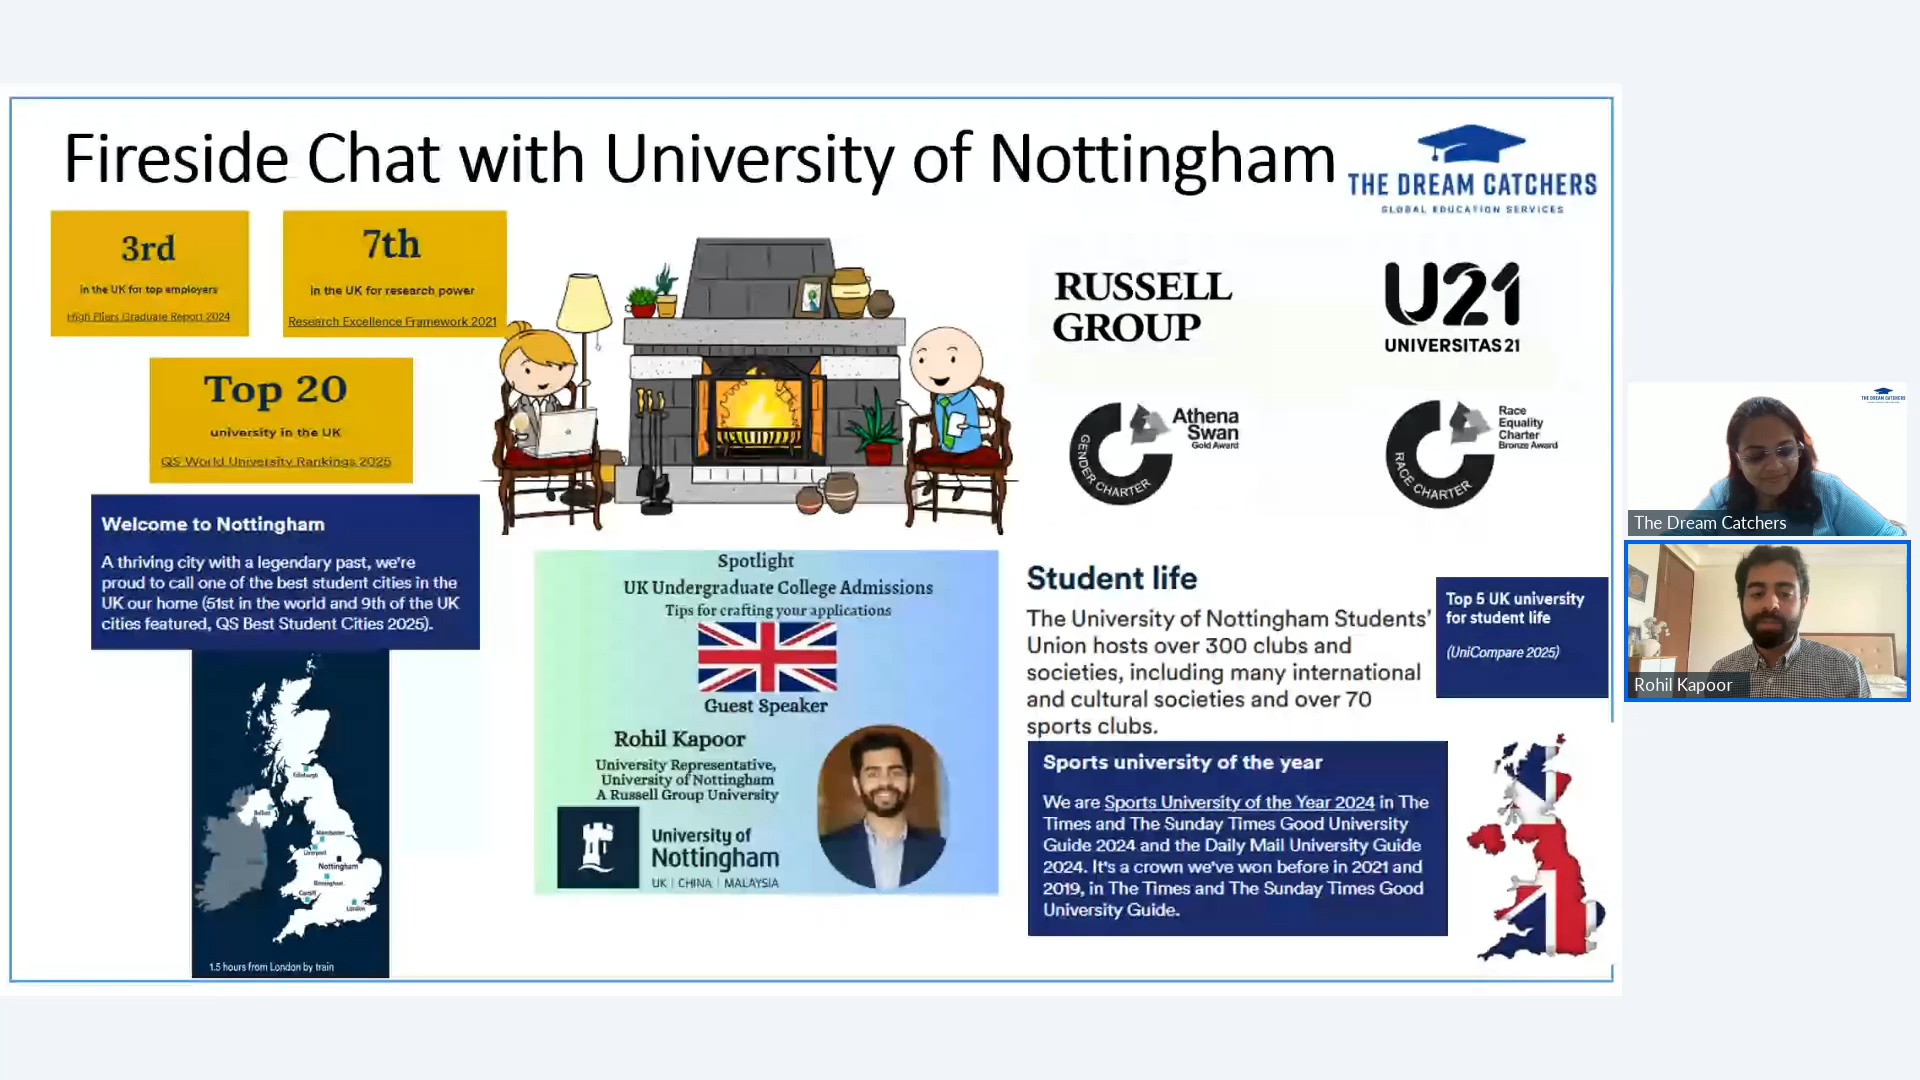 Fireside Chat with University of Nottingham
THE DREAM CATCHERS
GLOBAL EDUCATION SERVICES
3rd
in the UK for top employers
High Fliers Graduate Report 2024
7th
in the UK for research power
Research Excellence Framework 2021
Top 20
university in the UK
QS World University Rankings 2025
Welcome to Nottingham
A thriving city with a legendary past, we're
proud to call one of the best student cities in the
UK our home (51st in the world and 9th of the UK
cities featured, QS Best Student Cities 2025).
Edinburgh
Belfast
Manchester
Liverpool
Nottingham
Birmingham
Cardiff
London
1.5 hours from London by train
Spotlight
UK Undergraduate College Admissions
Tips for crafting your applications
Guest Speaker
Rohil Kapoor
University Representative,
University of Nottingham
A Russell Group University
University of
Nottingham
UK | CHINA | MALAYSIA
RUSSELL
GROUP
U21
UNIVERSITAS 21
Athena
Swan
Gold Award
GENDER CHARTER
Race
Equality
Charter
Bronze Award
RACE CHARTER
Student life
The University of Nottingham Students'
Union hosts over 300 clubs and
societies, including many international
and cultural societies and over 70
sports clubs.
Top 5 UK university
for student life
(UniCompare 2025)
Sports university of the year
We are Sports University of the Year 2024 in The
Times and The Sunday Times Good University
Guide 2024 and the Daily Mail University Guide
2024. It's a crown we've won before in 2021 and
2019, in The Times and The Sunday Times Good
University Guide.
THE DREAM CATCHERS
The Dream Catchers
Rohil Kapoor